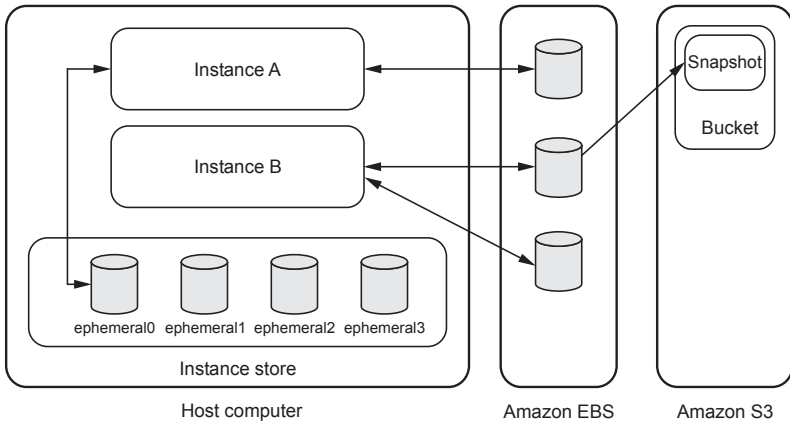 Instance A
Instance B
ephemeral0 ephemeral1 ephemeral2 ephemeral3
Instance store
Host computer
Amazon EBS
Snapshot
Bucket
Amazon S3